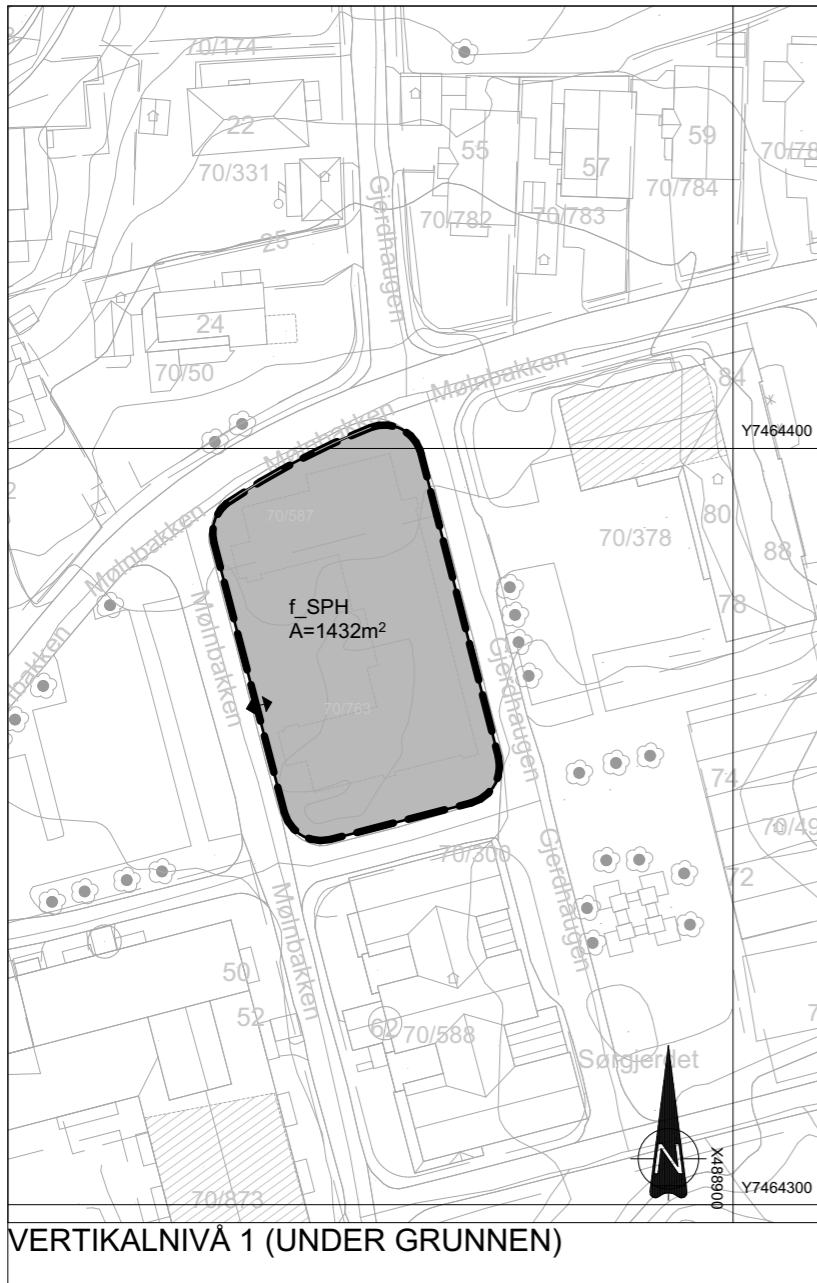 70/174
22
55
59
57
70/331
70/784
70/782
70/783
Gjerdhaugen
25
24
70/50
Mølnbakken
84
Mølnbakken
Y7464400
Mølnbakken
70/587
80
70/378
88
f_SPH
A=1432m²
78
Mølnbakken
Gjerdhaugen
70/763
74
70/300
Gjerdhaugen
72
Mølnbakken
50
52
62
70/588
Sørgjerdet
N
X488900
Y7464300
70/873
VERTIKALNIVÅ 1 (UNDER GRUNNEN)